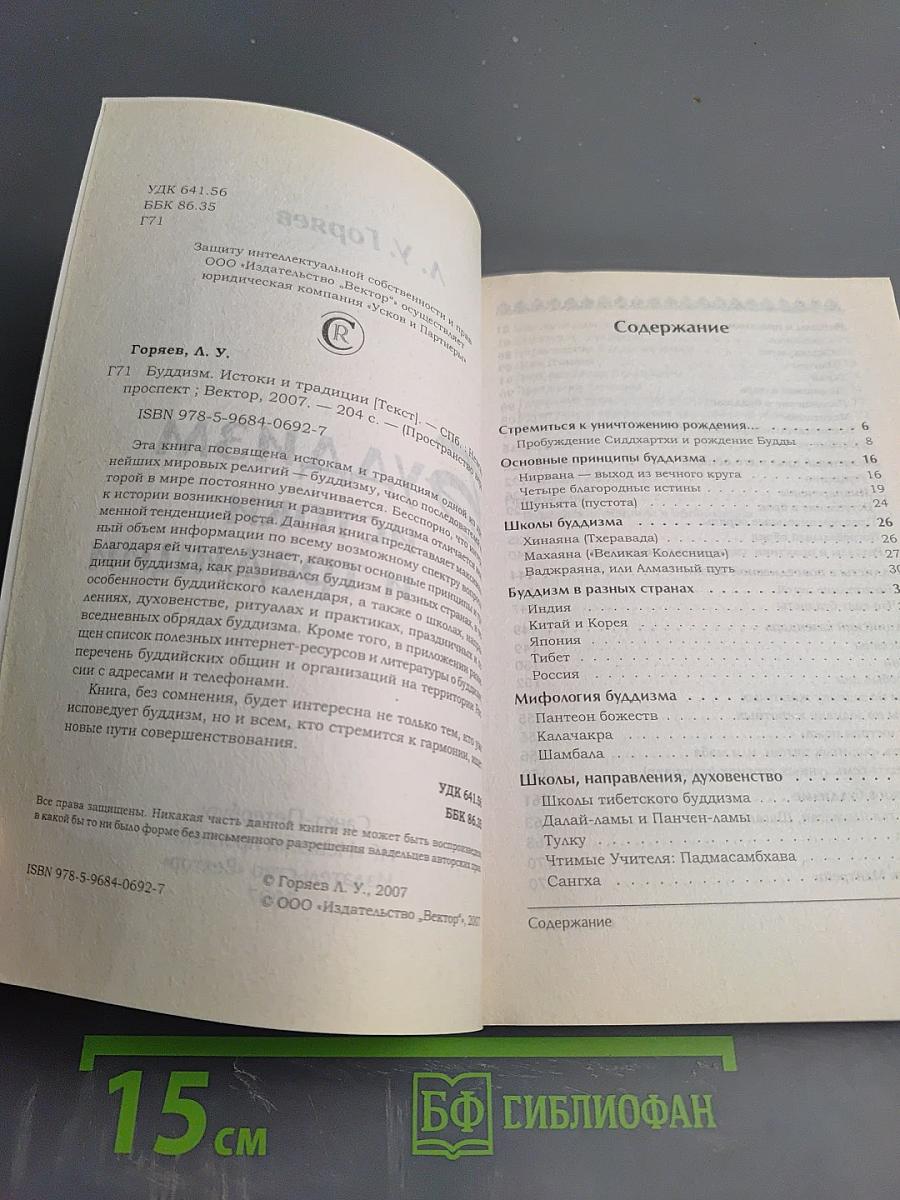 УДК 641.56
ББК 86.35
Г71
Защиту интеллектуальной собственности и прав
ООО «Издательство „Вектор“» осуществляет
юридическая компания «Усков и Партнеры»
CR
Горяев, Л. У.
Г71 Буддизм. Истоки и традиции [Текст]. — СПб. :
проспект ; Вектор, 2007. — 204 с. — (Пространство
ISBN 978-5-9684-0692-7
Эта книга посвящена истокам и традициям одной из
нейших мировых религий — буддизму, число последователей
торой в мире постоянно увеличивается. Бесспорно, что
к истории возникновения и развития буддизма отличается
менной тенденцией роста. Данная книга представляет
ный объем информации по всему возможному спектру
Благодаря ей читатель узнает, каковы основные принципы и
диции буддизма, как развивался буддизм в разных странах,
особенности буддийского календаря, а также о школах,
лениях, духовенстве, ритуалах и практиках, праздничных и
вседневных обрядах буддизма. Кроме того, в приложении
щен список полезных интернет-ресурсов и литературы о
перечень буддийских общин и организаций на территории
сии с адресами и телефонами.
Книга, без сомнения, будет интересна не только тем, кто
исповедует буддизм, но и всем, кто стремится к гармонии,
новые пути совершенствования.
УДК 641.56
ББК 86.35
Все права защищены. Никакая часть данной книги не может быть
в какой бы то ни было форме без письменного разрешения владельцев авторских прав
ISBN 978-5-9684-0692-7
© Горяев Л. У., 2007
© ООО «Издательство „Вектор“», 2007
Содержание
Стремиться к уничтожению рождения... 6
Пробуждение Сиддхартхи и рождение Будды . . . . . . . . 8
Основные принципы буддизма . . . . . . . . 16
Нирвана — выход из вечного круга . . . . . . . . 16
Четыре благородные истины . . . . . . . . 19
Шуньята (пустота) . . . . . . . . 24
Школы буддизма . . . . . . . . 26
Хинаяна (Тхеравада) . . . . . . . . 26
Махаяна («Великая Колесница») . . . . . . . . 27
Ваджраяна, или Алмазный путь . . . . . . . . 30
Буддизм в разных странах . . . . . . . . 3
Индия . . . . . . . .
Китай и Корея . . . . . . . .
Япония . . . . . . . .
Тибет . . . . . . . .
Россия . . . . . . . .
Мифология буддизма . . . . . . . .
Пантеон божеств . . . . . . . .
Калачакра . . . . . . . .
Шамбала . . . . . . . .
Школы, направления, духовенство . . . . . . . .
Школы тибетского буддизма . . . . . . . .
Далай-ламы и Панчен-ламы . . . . . . . .
Тулку . . . . . . . .
Чтимые Учителя: Падмасамбхава
Сангха . . . . . . . .
Содержание
15 см
БФ